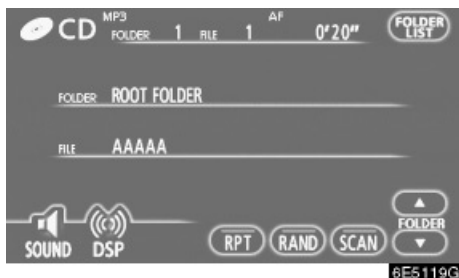 MP3 AF
CD FOLDER 1 FILE 1 0'20" FOLDER LIST
FOLDER ROOT FOLDER
FILE AAAAA
FOLDER
SOUND DSP RPT RAND SCAN
6E5119G